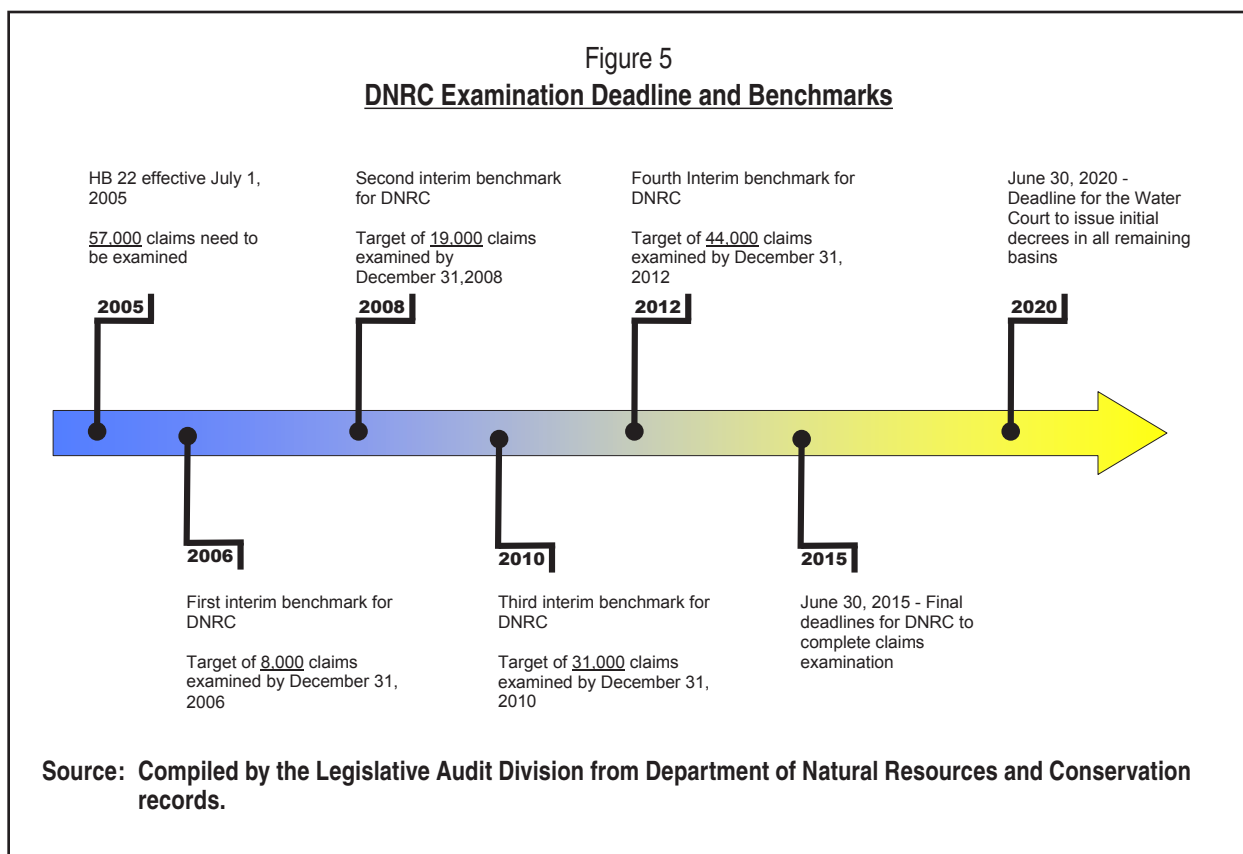 Figure 5
DNRC Examination Deadline and Benchmarks
HB 22 effective July 1,
2005
57,000 claims need to
be examined
2005
Second interim benchmark
for DNRC
Target of 19,000 claims
examined by
December 31,2008
2008
Fourth Interim benchmark for
DNRC
Target of 44,000 claims
examined by December 31,
2012
2012
June 30, 2020 -
Deadline for the Water
Court to issue initial
decrees in all remaining
basins
2020
2006
First interim benchmark for
DNRC
Target of 8,000 claims
examined by December 31,
2006
2010
Third interim benchmark for
DNRC
Target of 31,000 claims
examined by December 31,
2010
2015
June 30, 2015 - Final
deadlines for DNRC to
complete claims
examination
Source: Compiled by the Legislative Audit Division from Department of Natural Resources and Conservation
records.